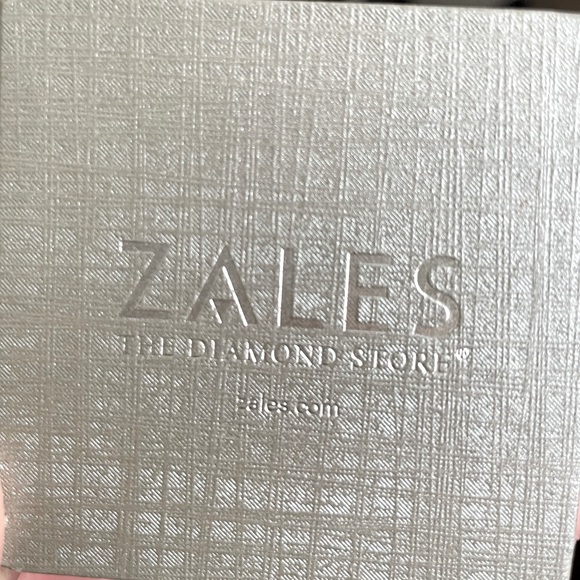 ZALES
THE DIAMOND STORE®
zales.com